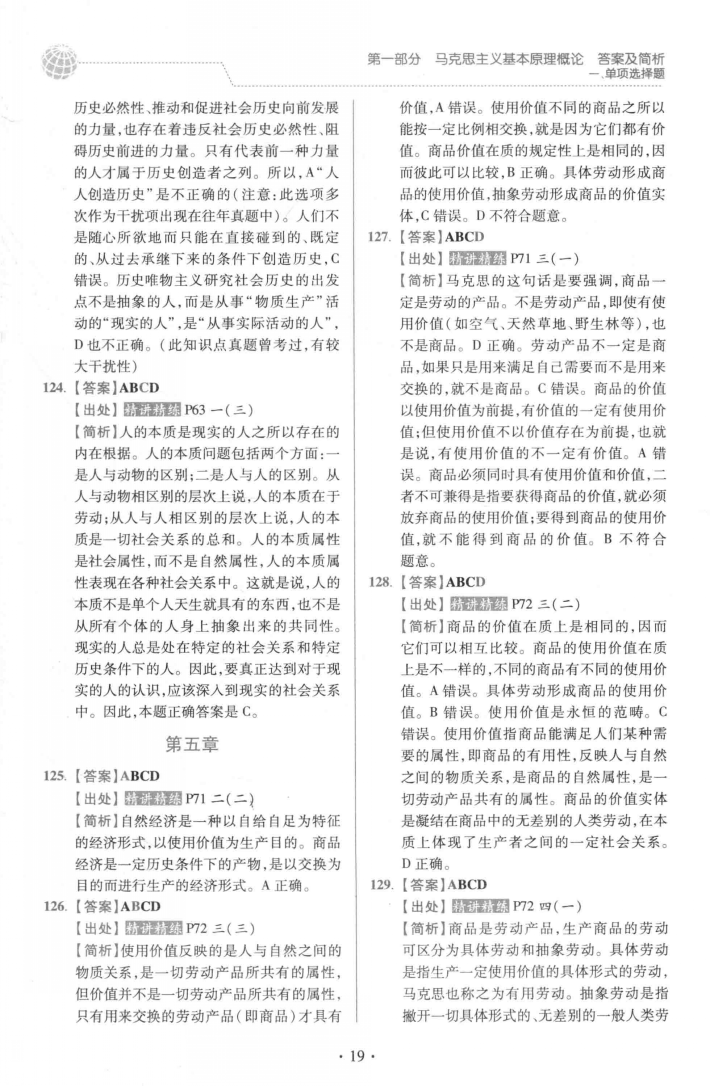 第一部分 马克思主义基本原理概论 答案及简析
一、单项选择题
历史必然性、推动和促进社会历史向前发展
的力量,也存在着违反社会历史必然性、阻
碍历史前进的力量。只有代表前一种力量
的人才属于历史创造者之列。所以,A“人
人创造历史”是不正确的(注意:此选项多
次作为干扰项出现在往年真题中)。人们不
是随心所欲地而只能在直接碰到的、既定
的、从过去承继下来的条件下创造历史,C
错误。历史唯物主义研究社会历史的出发
点不是抽象的人,而是从事“物质生产”活
动的“现实的人”,是“从事实际活动的人”,
D也不正确。(此知识点真题曾考过,有较
大干扰性)
124.【答案】ABCD
【出处】精讲精练 P63 一(三)
【简析】人的本质是现实的人之所以存在的
内在根据。人的本质问题包括两个方面:一
是人与动物的区别;二是人与人的区别。从
人与动物相区别的层次上说,人的本质在于
劳动;从人与人相区别的层次上说,人的本
质是一切社会关系的总和。人的本质属性
是社会属性,而不是自然属性,人的本质属
性表现在各种社会关系中。这就是说,人的
本质不是单个人天生就具有的东西,也不是
从所有个体的人身上抽象出来的共同性。
现实的人总是处在特定的社会关系和特定
历史条件下的人。因此,要真正达到对于现
实的人的认识,应该深入到现实的社会关系
中。因此,本题正确答案是C。
第五章
125.【答案】ABCD
【出处】精讲精练 P71 二(二)
【简析】自然经济是一种以自给自足为特征
的经济形式,以使用价值为生产目的。商品
经济是一定历史条件下的产物,是以交换为
目的而进行生产的经济形式。A正确。
126.【答案】ABCD
【出处】精讲精练 P72 三(三)
【简析】使用价值反映的是人与自然之间的
物质关系,是一切劳动产品所共有的属性,
但价值并不是一切劳动产品所共有的属性,
只有用来交换的劳动产品(即商品)才具有
价值,A错误。使用价值不同的商品之所以
能按一定比例相交换,就是因为它们都有价
值。商品价值在质的规定性上是相同的,因
而彼此可以比较,B正确。具体劳动形成商
品的使用价值,抽象劳动形成商品的价值实
体,C错误。D不符合题意。
127.【答案】ABCD
【出处】精讲精练 P71 三(一)
【简析】马克思的这句话是要强调,商品一
定是劳动的产品。不是劳动产品,即使有使
用价值(如空气、天然草地、野生林等),也
不是商品。D正确。劳动产品不一定是商
品,如果只是用来满足自己需要而不是用来
交换的,就不是商品。C错误。商品的价值
以使用价值为前提,有价值的一定有使用价
值;但使用价值不以价值存在为前提,也就
是说,有使用价值的不一定有价值。A错
误。商品必须同时具有使用价值和价值,二
者不可兼得是指要获得商品的价值,就必须
放弃商品的使用价值;要得到商品的使用价
值,就不能得到商品的价值。B不符合
题意。
128.【答案】ABCD
【出处】精讲精练 P72 三(二)
【简析】商品的价值在质上是相同的,因而
它们可以相互比较。商品的使用价值在质
上是不一样的,不同的商品有不同的使用价
值。A错误。具体劳动形成商品的使用价
值。B错误。使用价值是永恒的范畴。C
错误。使用价值指商品能满足人们某种需
要的属性,即商品的有用性,反映人与自然
之间的物质关系,是商品的自然属性,是一
切劳动产品共有的属性。商品的价值实体
是凝结在商品中的无差别的人类劳动,在本
质上体现了生产者之间的一定社会关系。
D正确。
129.【答案】ABCD
【出处】精讲精练 P72 四(一)
【简析】商品是劳动产品,生产商品的劳动
可区分为具体劳动和抽象劳动。具体劳动
是指生产一定使用价值的具体形式的劳动,
马克思也称之为有用劳动。抽象劳动是指
撇开一切具体形式的、无差别的一般人类劳
· 19 ·